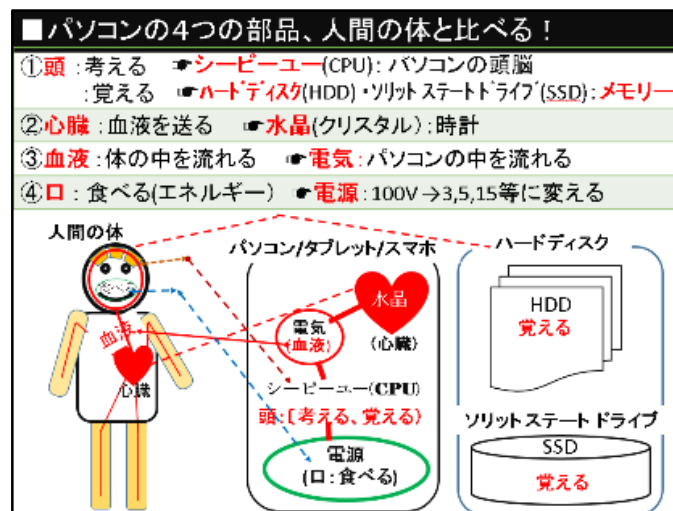 ■パソコンの4つの部品、人間の体と比べる！
①頭：考える ☛シーピーユー(CPU)：パソコンの頭脳
：覚える ☛ハードディスク(HDD)・ソリット ステート ドライブ(SSD)：メモリー
②心臓：血液を送る ☛水晶(クリスタル)：時計
③血液：体の中を流れる ☛電気：パソコンの中を流れる
④口：食べる(エネルギー) ☛電源：100V→3,5,15等に変える
人間の体
血液
心臓
パソコン/タブレット/スマホ
水晶
(心臓)
電気
(血液)
シーピーユー(CPU)
頭：[考える、覚える)
電源
(口：食べる)
ハードディスク
HDD
覚える
ソリット ステート ドライブ
SSD
覚える